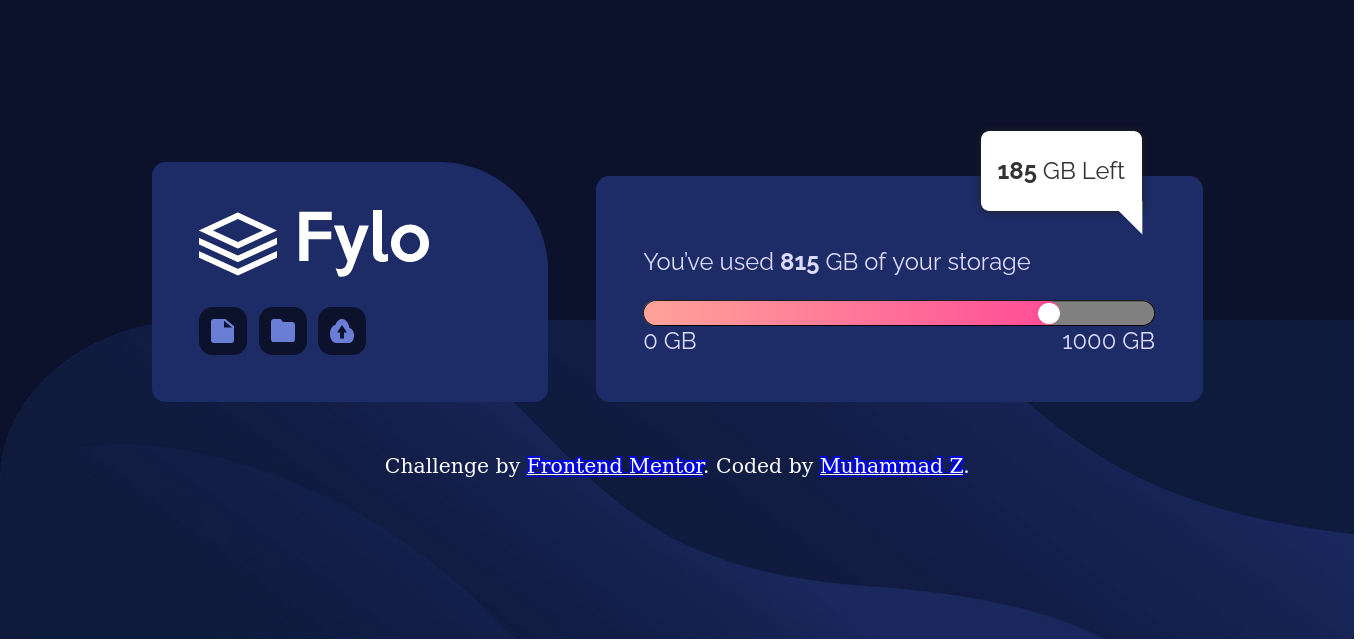 Fylo
185 GB Left
You've used 815 GB of your storage
0 GB 1000 GB
Challenge by Frontend Mentor. Coded by Muhammad Z.